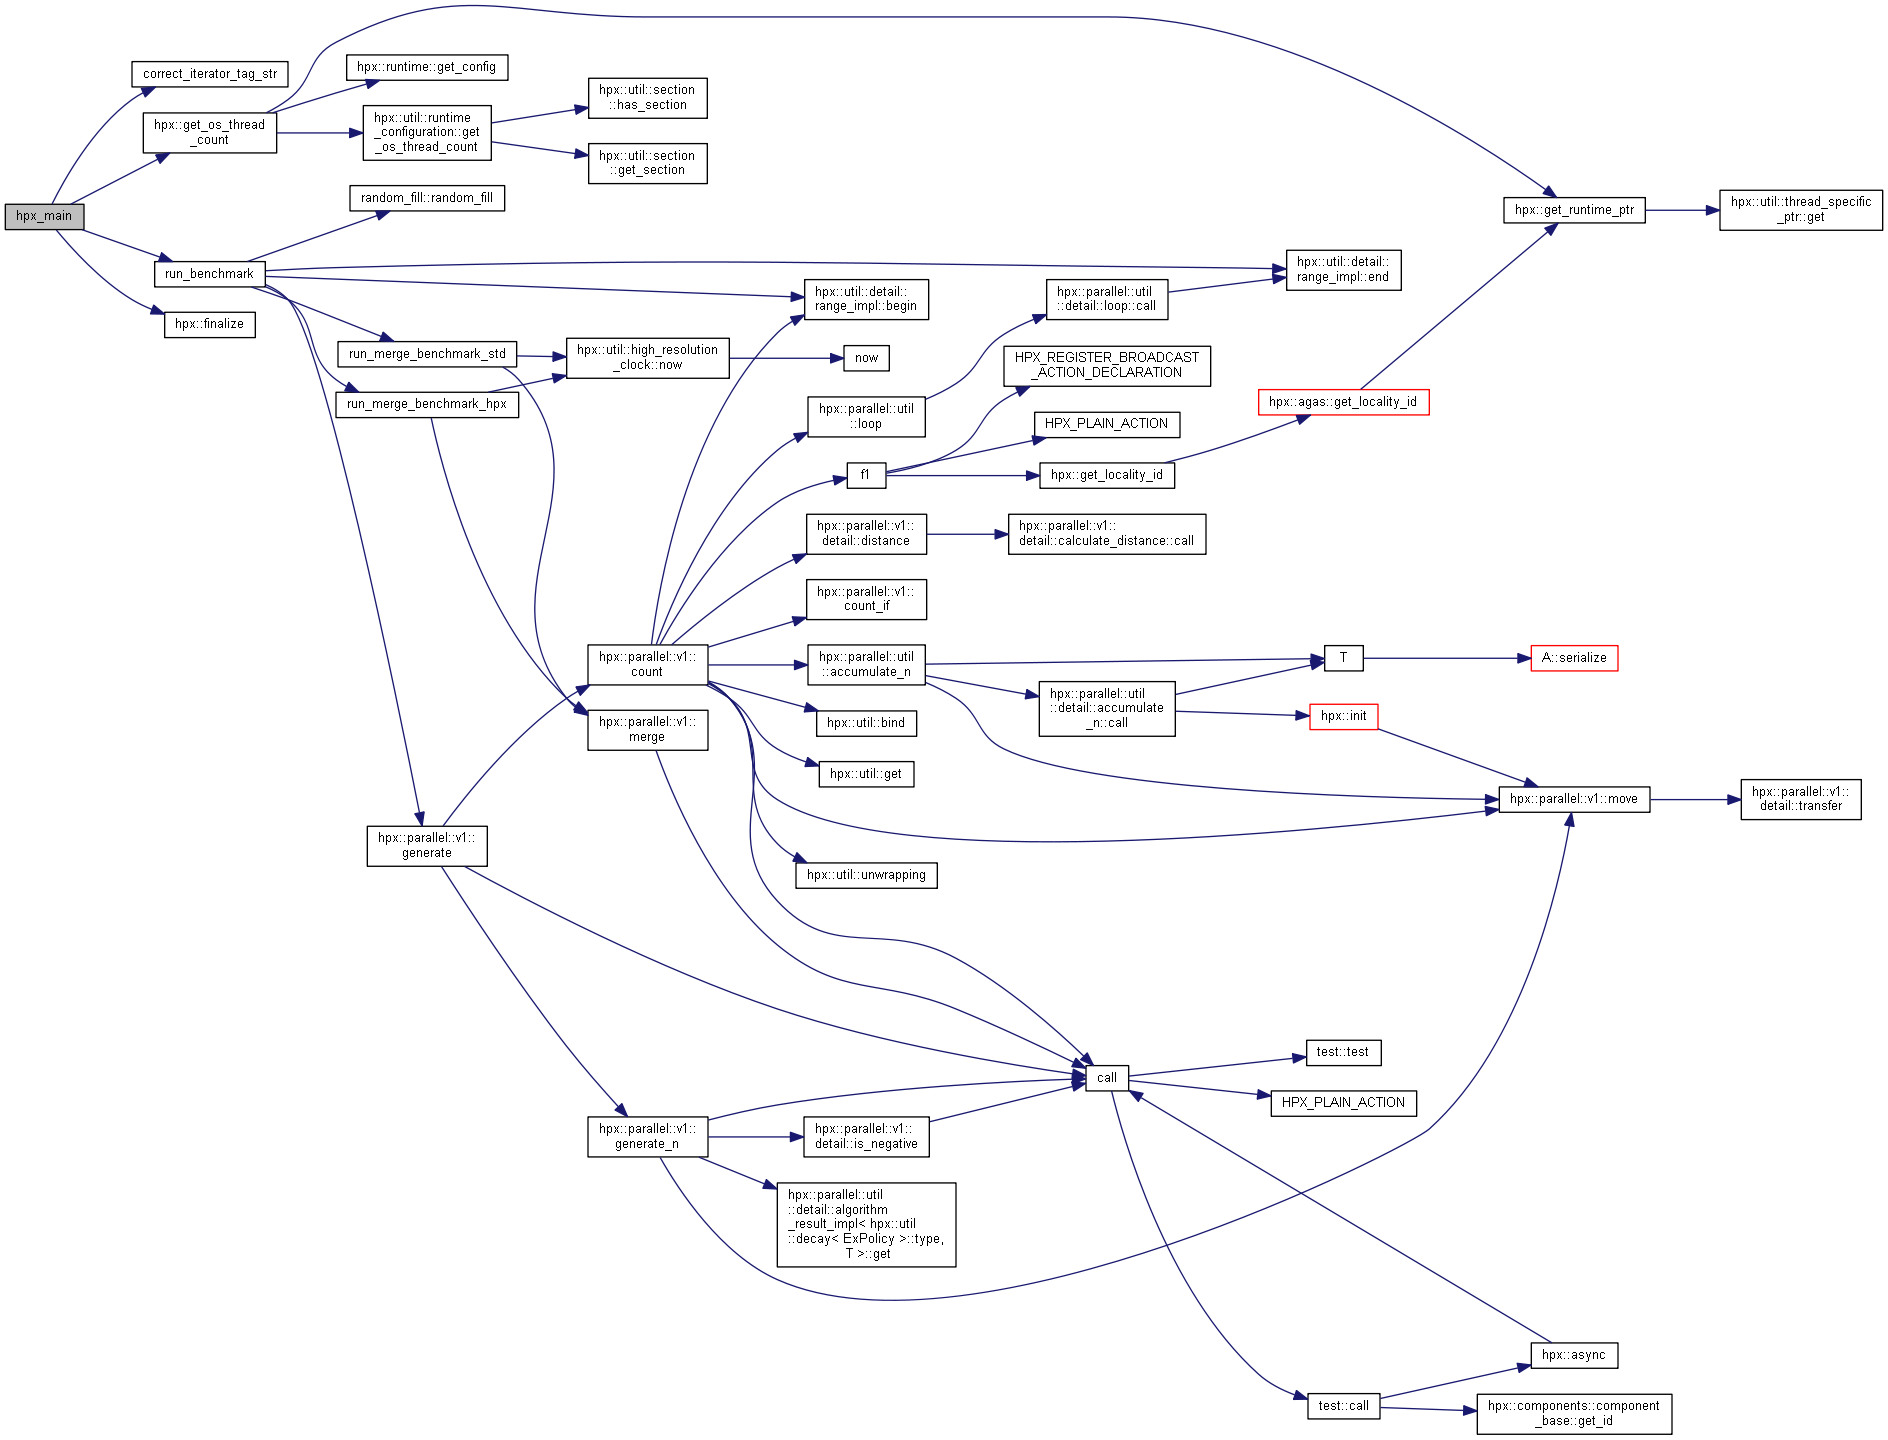 hpx_main
correct_iterator_tag_str
hpx::get_os_thread
_count
run_benchmark
hpx::finalize
hpx::runtime::get_config
hpx::util::runtime
_configuration::get
_os_thread_count
hpx::util::section
::has_section
hpx::util::section
::get_section
random_fill::random_fill
run_merge_benchmark_std
run_merge_benchmark_hpx
hpx::util::high_resolution
_clock::now
now
hpx::util::detail::
range_impl::begin
hpx::util::detail::
range_impl::end
hpx::get_runtime_ptr
hpx::util::thread_specific
_ptr::get
hpx::parallel::util
::detail::loop::call
hpx::parallel::util
::loop
HPX_REGISTER_BROADCAST
_ACTION_DECLARATION
HPX_PLAIN_ACTION
f1
hpx::get_locality_id
hpx::agas::get_locality_id
hpx::parallel::v1::
detail::distance
hpx::parallel::v1::
detail::calculate_distance::call
hpx::parallel::v1::
count_if
hpx::parallel::v1::
count
hpx::parallel::util
::accumulate_n
hpx::parallel::util
::detail::accumulate
_n::call
T
A::serialize
hpx::init
hpx::util::bind
hpx::parallel::v1::
merge
hpx::util::get
hpx::parallel::v1::move
hpx::parallel::v1::
detail::transfer
hpx::parallel::v1::
generate
hpx::util::unwrapping
call
test::test
HPX_PLAIN_ACTION
hpx::parallel::v1::
generate_n
hpx::parallel::v1::
detail::is_negative
hpx::parallel::util
::detail::algorithm
_result_impl< hpx::util
::decay< ExPolicy >::type,
T >::get
hpx::async
test::call
hpx::components::component
_base::get_id